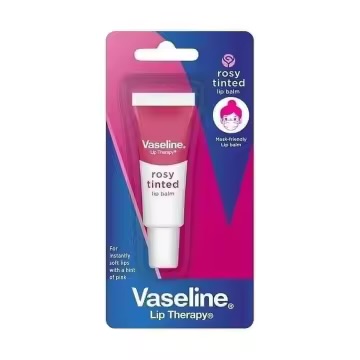 rosy
tinted
lip balm
Mask-friendly
Lip balm
Vaseline.
Lip Therapy®
rosy
tinted
lip balm
For
instantly
soft lips
with a hint
of pink
Vaseline®
Lip Therapy®